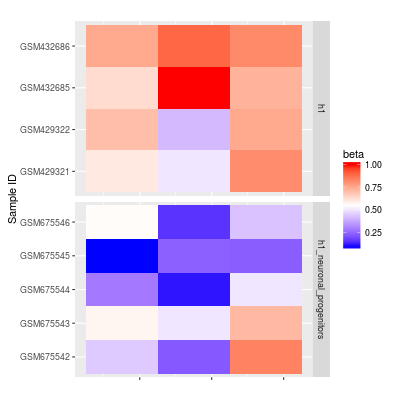 Sample ID
GSM432686
GSM432685
GSM429322
GSM429321
h1
GSM675546
GSM675545
GSM675544
GSM675543
GSM675542
h1_neuronal_progenitors
beta
1.00
0.75
0.50
0.25